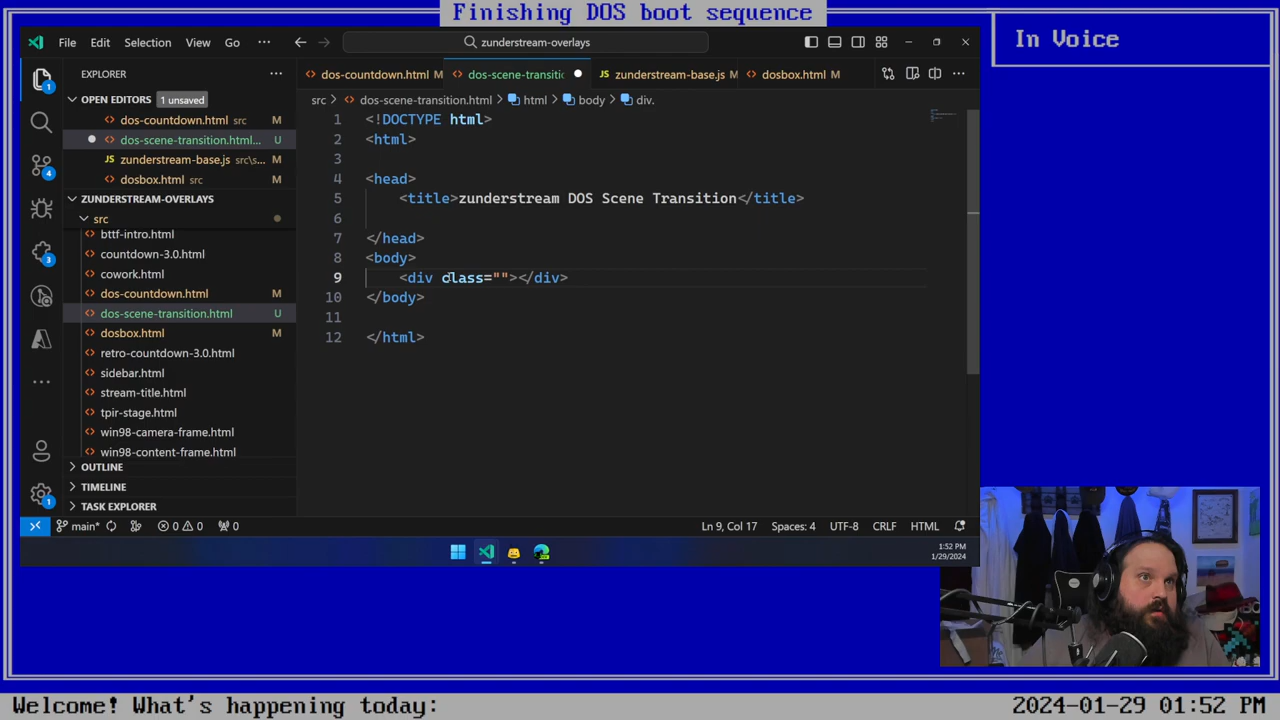 Finishing DOS boot sequence
In Voice
File Edit Selection View Go ···
zunderstream-overlays
EXPLORER ···
dos-countdown.html M
dos-scene-transitic
zunderstream-base.js M
dosbox.html M
OPEN EDITORS 1 unsaved
dos-countdown.html src M
dos-scene-transition.html... U
zunderstream-base.js src\s... M
dosbox.html src M
ZUNDERSTREAM-OVERLAYS
src
bttf-intro.html
countdown-3.0.html
cowork.html
dos-countdown.html M
dos-scene-transition.html U
dosbox.html M
retro-countdown-3.0.html
sidebar.html
stream-title.html
tpir-stage.html
win98-camera-frame.html
win98-content-frame.html
OUTLINE
TIMELINE
TASK EXPLORER
1
4
3
1
src > dos-scene-transition.html > html > body > div.
1 <!DOCTYPE html>
2 <html>
3
4 <head>
5 <title>zunderstream DOS Scene Transition</title>
6
7 </head>
8 <body>
9 <div class=""></div>
10 </body>
11
12 </html>
main* 0 0 0
Ln 9, Col 17 Spaces: 4 UTF-8 CRLF HTML
1:52 PM
1/29/2024
Welcome! What's happening today:
2024-01-29 01:52 PM